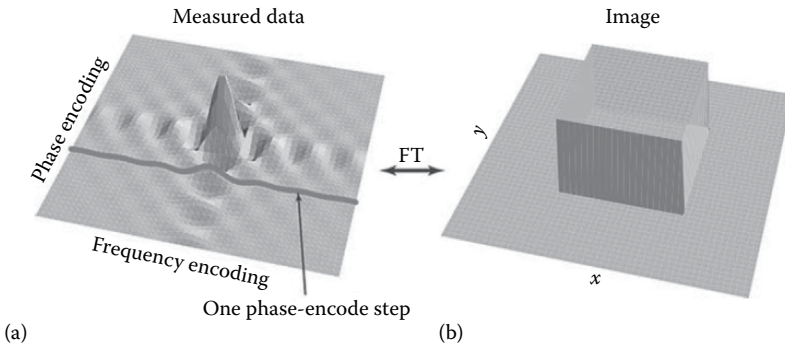 Measured data
Image
Phase encoding
FT
y
Frequency encoding
x
One phase-encode step
(a)
(b)